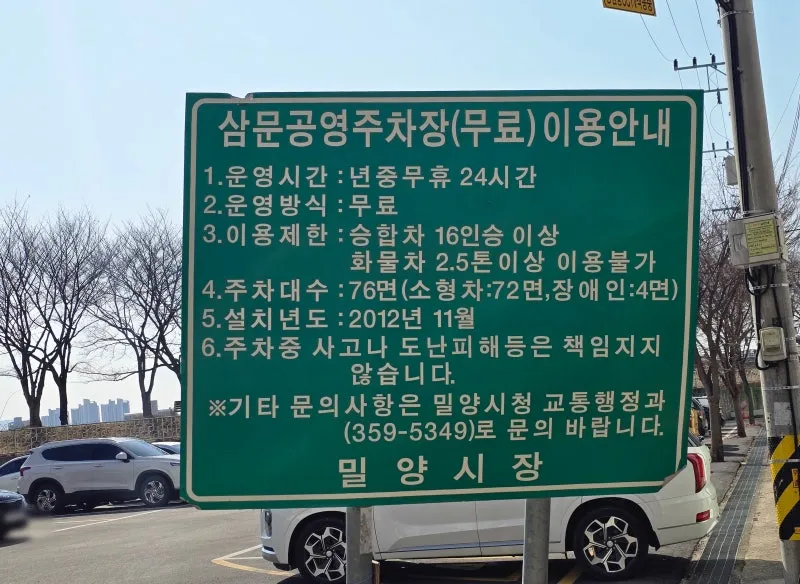 삼문공영주차장(무료)이용안내
1.운영시간 : 년중무휴 24시간
2.운영방식 : 무료
3.이용제한 : 승합차 16인승 이상
화물차 2.5톤이상 이용불가
4.주차대수 : 76면(소형차:72면,장애인:4면)
5.설치년도 : 2012년 11월
6.주차중 사고나 도난피해등은 책임지지
않습니다.
※기타 문의사항은 밀양시청 교통행정과
(359-5349)로 문의 바랍니다.
밀양시장